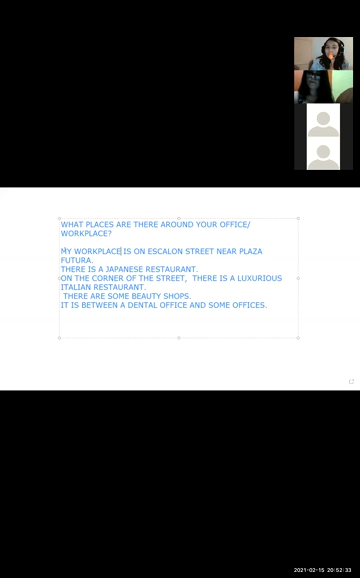 WHAT PLACES ARE THERE AROUND YOUR OFFICE/
WORKPLACE?
MY WORKPLACE IS ON ESCALON STREET NEAR PLAZA
FUTURA.
THERE IS A JAPANESE RESTAURANT.
ON THE CORNER OF THE STREET,  THERE IS A LUXURIOUS
ITALIAN RESTAURANT.
THERE ARE SOME BEAUTY SHOPS.
IT IS BETWEEN A DENTAL OFFICE AND SOME OFFICES.
2021-02-15 20:52:33